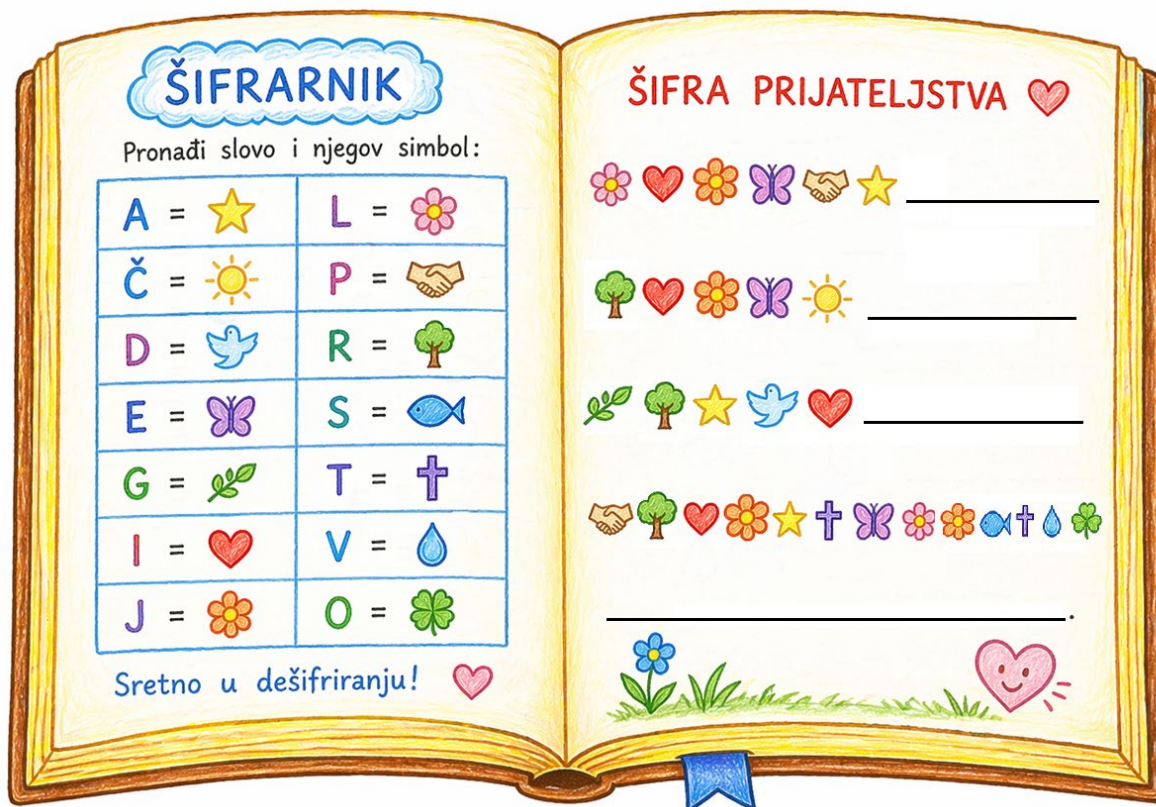 ŠIFRARNIK
Pronađi slovo i njegov simbol:
A =
L =
Č =
P =
D =
R =
E =
S =
G =
T =
I =
V =
J =
O =
Sretno u dešifriranju!
ŠIFRA PRIJATELJSTVA
.